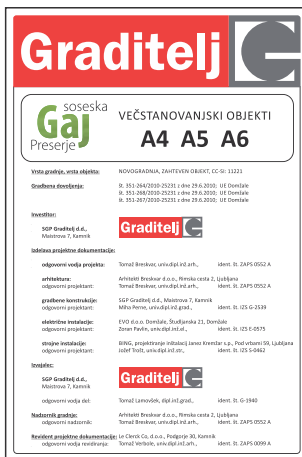 Graditelj
soseska
Gaj
Preserje
VEČSTANOVANJSKI OBJEKTI
A4 A5 A6
Vrsta gradnje, vrsta objekta: NOVOGRADNJA, ZAHTEVEN OBJEKT, CC-SI: 11221
Gradbena dovoljenja: št. 351-264/2010-25231 z dne 29.6.2010; UE Domžale
št. 351-268/2010-25231 z dne 29.6.2010; UE Domžale
št. 351-267/2010-25231 z dne 29.6.2010; UE Domžale
Investitor:
SGP Graditelj d.d.,
Maistrova 7, Kamnik
Graditelj
Izdelava projektne dokumentacije:
odgovorni vodja projekta: Tomaž Breskvar, univ.dipl.inž.arh., ident. št. ZAPS 0552 A
arhitektura: Arhitekti Breskvar d.o.o., Rimska cesta 2, Ljubljana
odgovorni projektant: Tomaž Breskvar, univ.dipl.inž.arh., ident. št. ZAPS 0552 A
gradbene konstrukcije: SGP Graditelj d.d., Maistrova 7, Kamnik
odgovorni projektant: Miha Perne, univ.dipl.inž.grad., ident. št. IZS G-2539
električne instalacije: EVO d.o.o. Domžale, Študljanska 21, Domžale
odgovorni projektant: Zoran Pavlin, univ.dipl.inž.el., ident. št. IZS E-0575
strojne instalacije: BING, projektiranje inštalacij Janez Kremžar s.p., Pod vrbami 59, Ljubljana
odgovorni projektant: Jožef Trošt, univ.dipl.inž.str., ident. št. IZS S-0462
Izvajalec:
SGP Graditelj d.d.,
Maistrova 7, Kamnik
Graditelj
odgovorni vodja del: Tomaž Lamovšek, dipl.inž.grad., ident. št. G-1940
Nadzornik gradnje: Arhitekti Breskvar d.o.o., Rimska cesta 2, Ljubljana
odgovorni nadzornik: Tomaž Breskvar, univ.dipl.inž.arh., ident. št. ZAPS 0552 A
Revident projektne dokumentacije: Le Clerck Co, d.o.o., Podgorje 30, Kamnik
odgovorni vodja revidiranja: Tomaž Verbole, univ.dipl.inž.arh., ident. št. ZAPS 0099 A